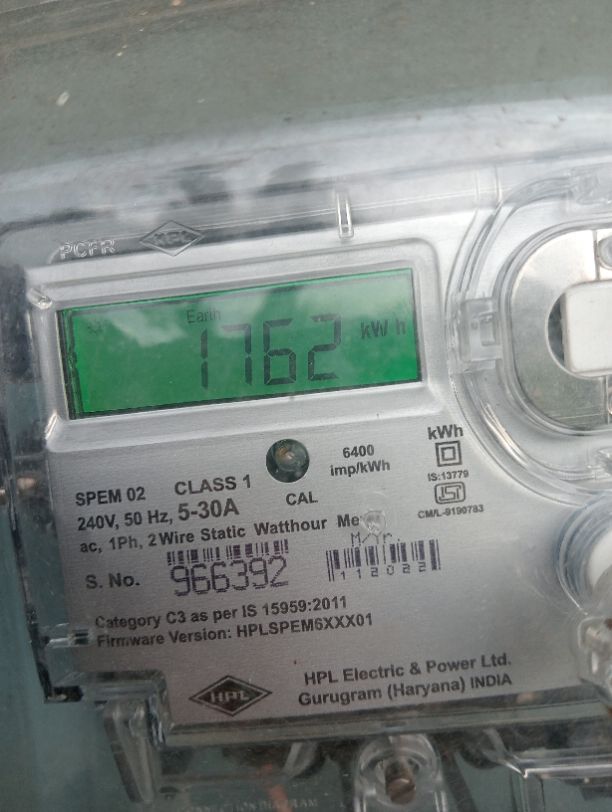 PCFR HPL
Earth
1762 kWh
6400
imp/kWh
kWh
IS:13779
CM/L-9190783
CAL
SPEM 02 CLASS 1
240V, 50 Hz, 5-30A
ac, 1Ph, 2 Wire Static Watthour
M/Yr.
S. No. 966392
112022
Category C3 as per IS 15959:2011
Firmware Version: HPLSPEM6XXX01
HPL
HPL Electric & Power Ltd.
Gurugram (Haryana) INDIA